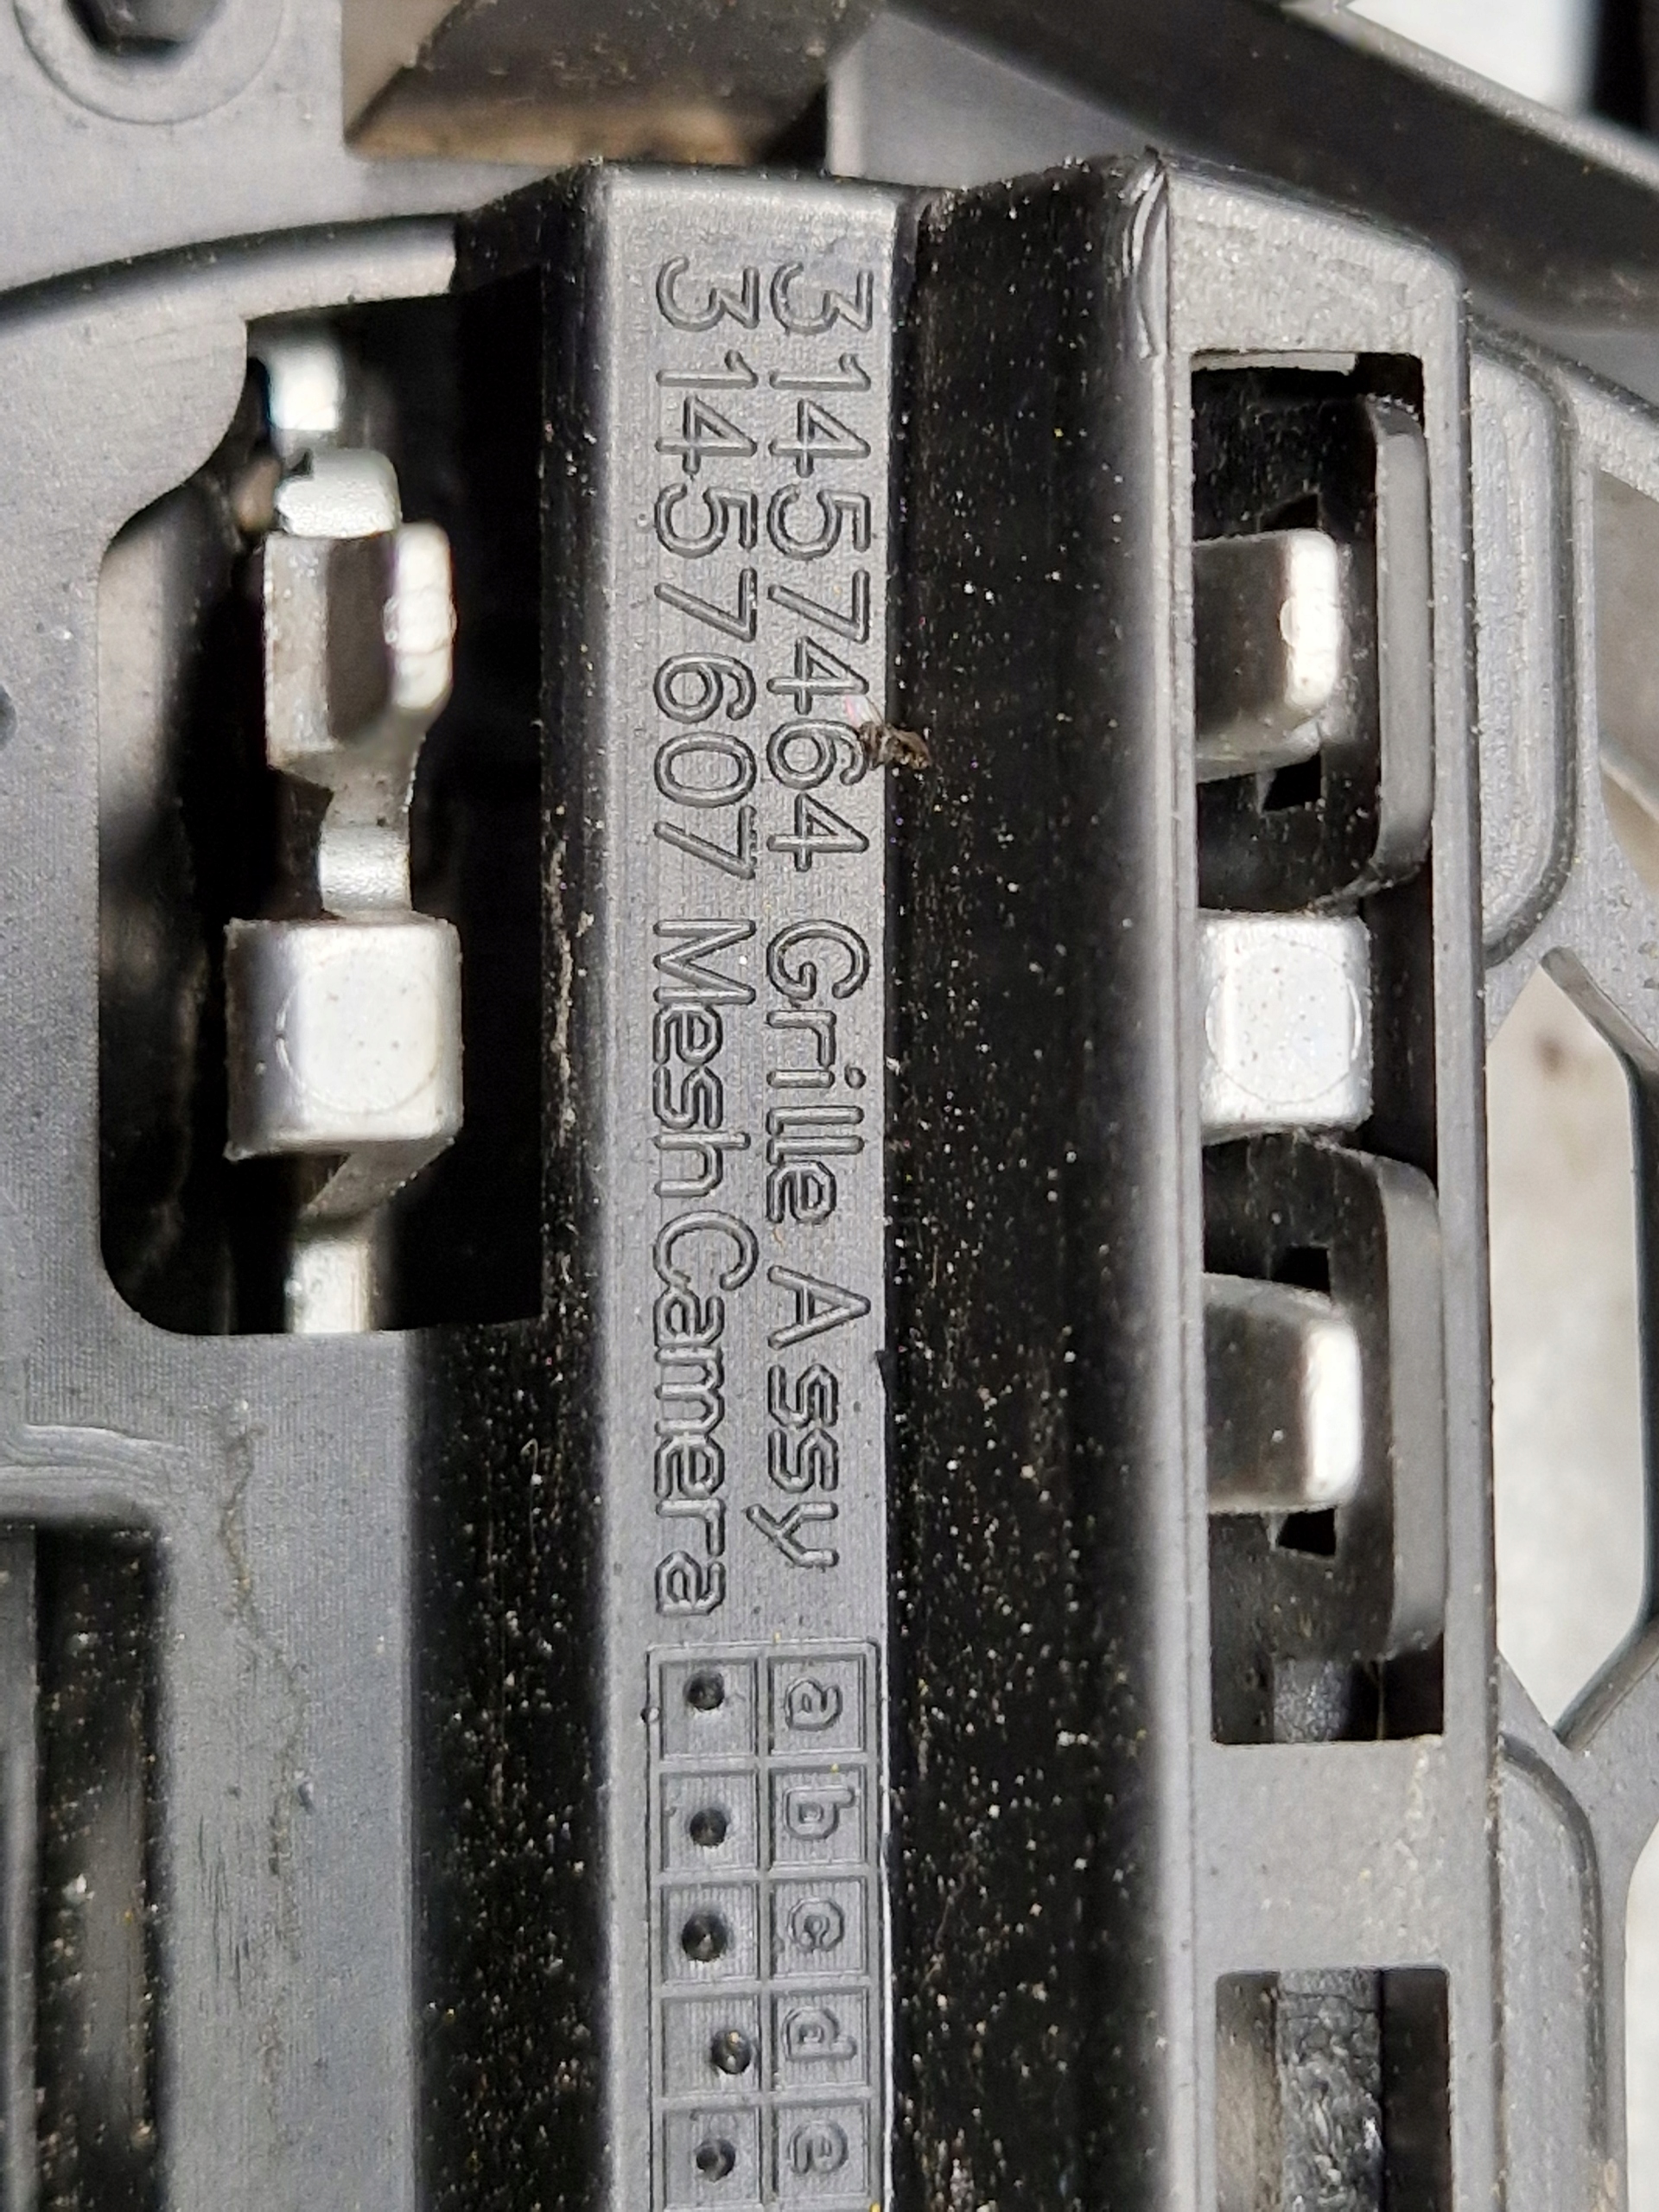 31457464 Grille Assy
31457607 Mesh Camera
a b c d e